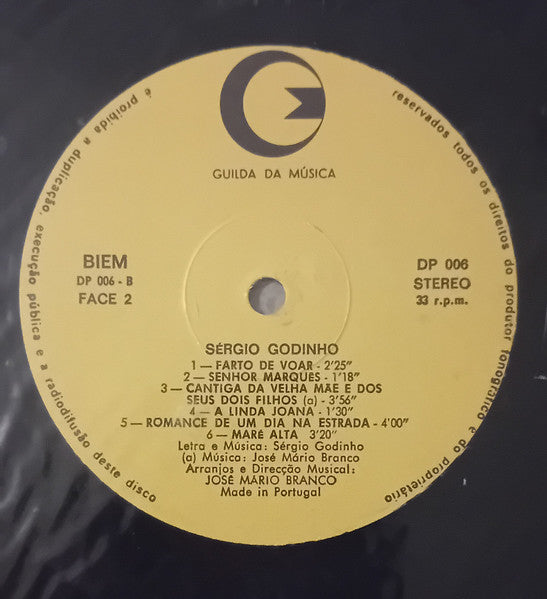 GUILDA DA MÚSICA
é proibida a duplicação, execução pública e a radiodifusão deste disco
reservados todos os direitos do produtor fonográfico e do proprietário
BIEM
DP 006 - B
FACE 2
DP 006
STEREO
33 r.p.m.
SÉRGIO GODINHO
1 — FARTO DE VOAR - 2'25"
2 — SENHOR MARQUES - 1'18"
3 — CANTIGA DA VELHA MÃE E DOS
SEUS DOIS FILHOS (a) - 3'56"
4 — A LINDA JOANA - 1'30"
5 — ROMANCE DE UM DIA NA ESTRADA - 4'00"
6 — MARÉ ALTA 3'20"
Letra e Música: Sérgio Godinho
(a) Música: José Mário Branco
Arranjos e Direcção Musical:
JOSÉ MÁRIO BRANCO
Made in Portugal